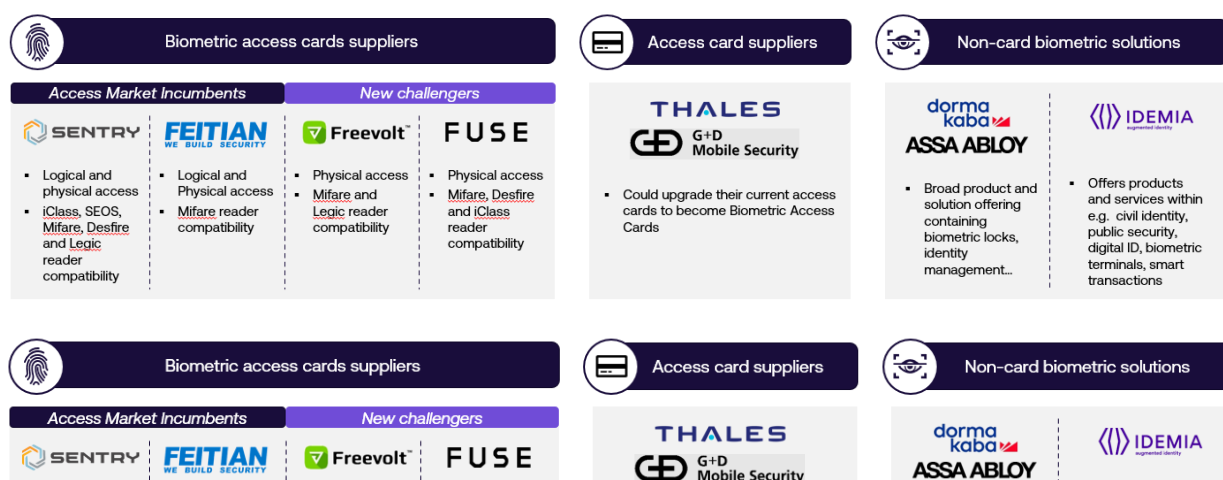 Biometric access cards suppliers
Access card suppliers
Non-card biometric solutions
Access Market Incumbents
New challengers
SENTRY
FEITIAN
WE BUILD SECURITY
Freevolt™
FUSE
THALES
G+D
Mobile Security
dorma
kaba
ASSA ABLOY
IDEMIA
augmented identity
▪ Logical and
physical access
▪ iClass, SEOS,
Mifare, Desfire
and Legic
reader
compatibility
▪ Logical and
Physical access
▪ Mifare reader
compatibility
▪ Physical access
▪ Mifare and
Legic reader
compatibility
▪ Physical access
▪ Mifare, Desfire
and iClass
reader
compatibility
▪ Could upgrade their current access
cards to become Biometric Access
Cards
▪ Broad product and
solution offering
containing
biometric locks,
identity
management…
▪ Offers products
and services within
e.g. civil identity,
public security,
digital ID, biometric
terminals, smart
transactions
Biometric access cards suppliers
Access card suppliers
Non-card biometric solutions
Access Market Incumbents
New challengers
SENTRY
FEITIAN
WE BUILD SECURITY
Freevolt™
FUSE
THALES
G+D
Mobile Security
dorma
kaba
ASSA ABLOY
IDEMIA
augmented identity